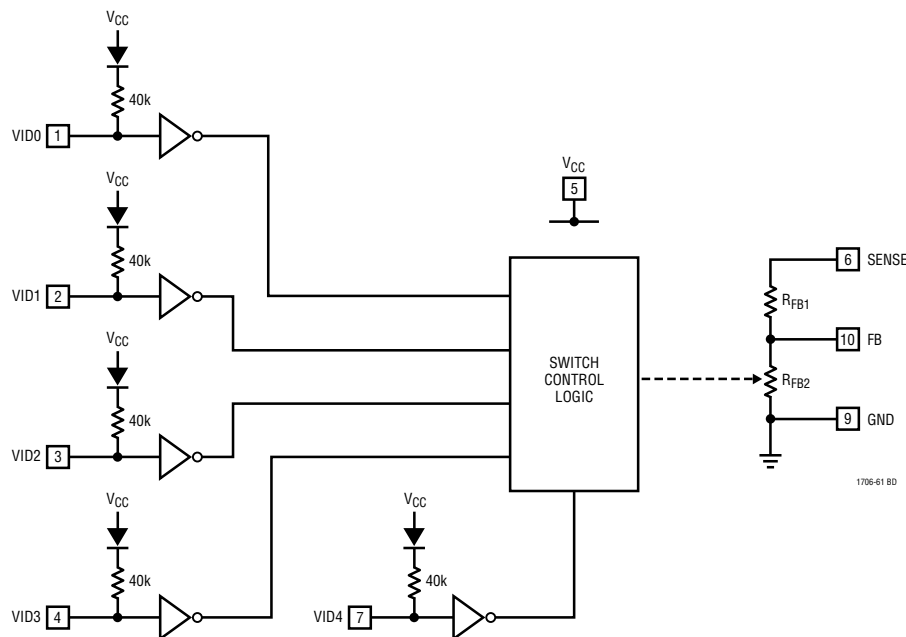 VCC
40k
VID0 1
VCC
40k
VID1 2
VCC
40k
VID2 3
VCC
40k
VID3 4
VCC
40k
VID4 7
VCC
5
SWITCH
CONTROL
LOGIC
6 SENSE
RFB1
10 FB
RFB2
9 GND
1706-61 BD